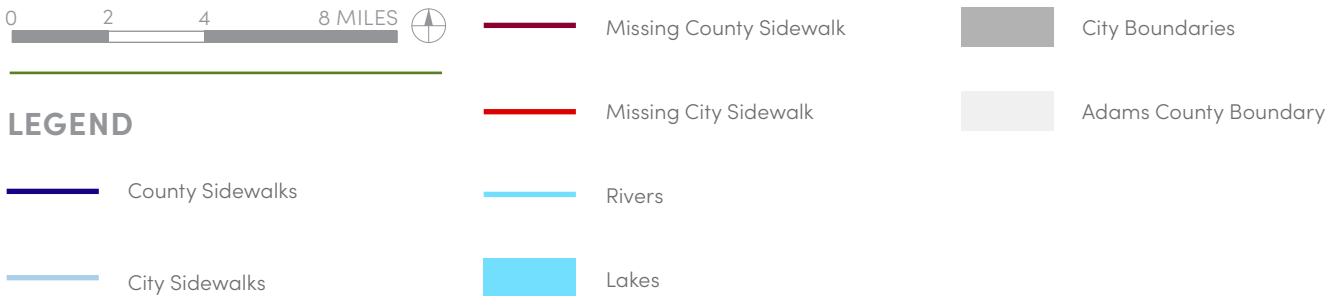 0 2 4 8 MILES
LEGEND
County Sidewalks
City Sidewalks
Missing County Sidewalk
Missing City Sidewalk
Rivers
Lakes
City Boundaries
Adams County Boundary